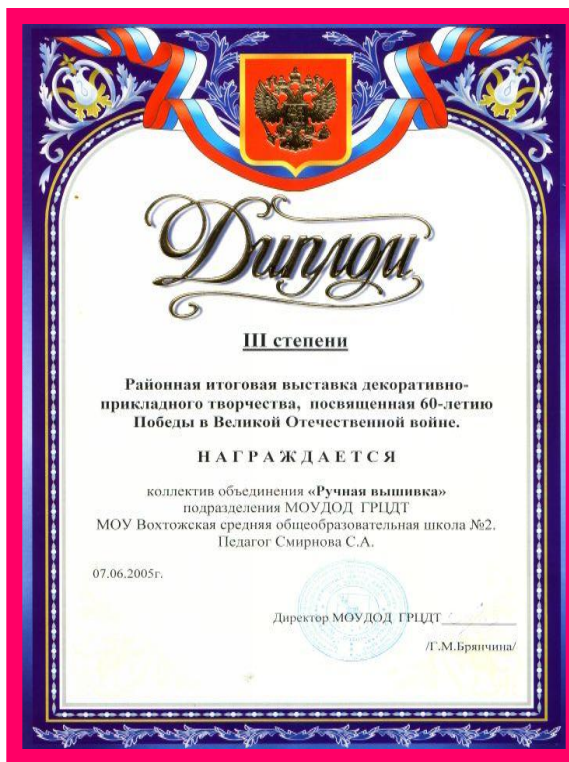 Диплом
III степени
Районная итоговая выставка декоративно-
прикладного творчества, посвященная 60-летию
Победы в Великой Отечественной войне.
НАГРАЖДАЕТСЯ
коллектив объединения «Ручная вышивка»
подразделения МОУДОД ГРЦДТ
МОУ Вохтожская средняя общеобразовательная школа №2.
Педагог Смирнова С.А.
07.06.2005г.
Директор МОУДОД ГРЦДТ
/Г.М.Брянчина/